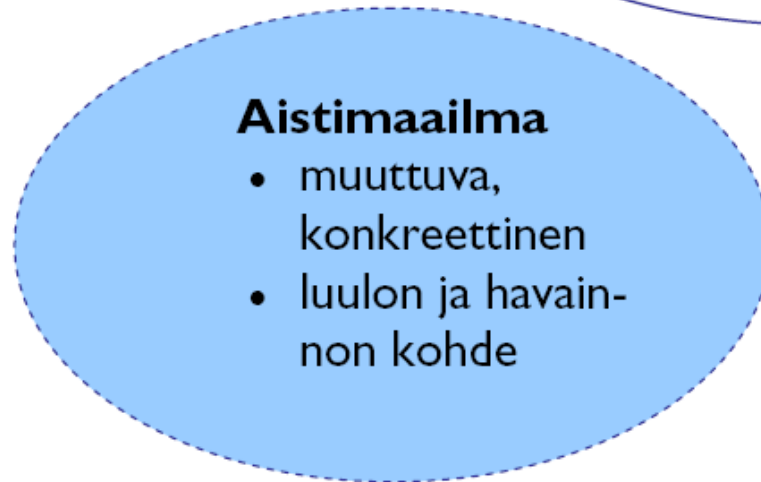 Aistimaailma
• muuttuva,
konkreettinen
• luulon ja havain-
non kohde